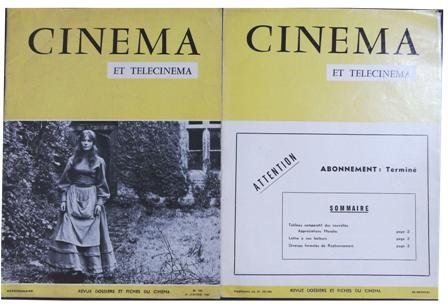 CINEMA
ET TELECINEMA
REVUE DOSSIERS ET FICHES DU CINEMA
CINEMA
ET TELECINEMA
ATTENTION
ABONNEMENT : Terminé
SOMMAIRE
Tableau comparatif des nouvelles
Appréciations Morales page 2
Lettre à nos lecteurs page 3
Diverses formules de Réabonnement page 3
REVUE DOSSIERS ET FICHES DU CINEMA